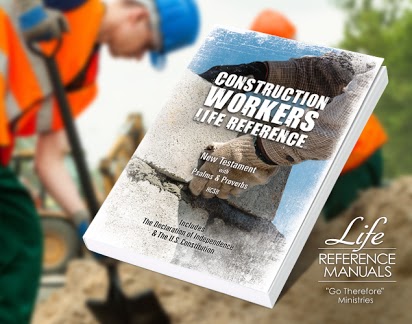 CONSTRUCTION
WORKERS
LIFE REFERENCE
New Testament
with
Psalms & Proverbs
HCSB
Includes
The Declaration of Independence
& The U.S. Constitution
Life
REFERENCE
MANUALS
"Go Therefore"
Ministries